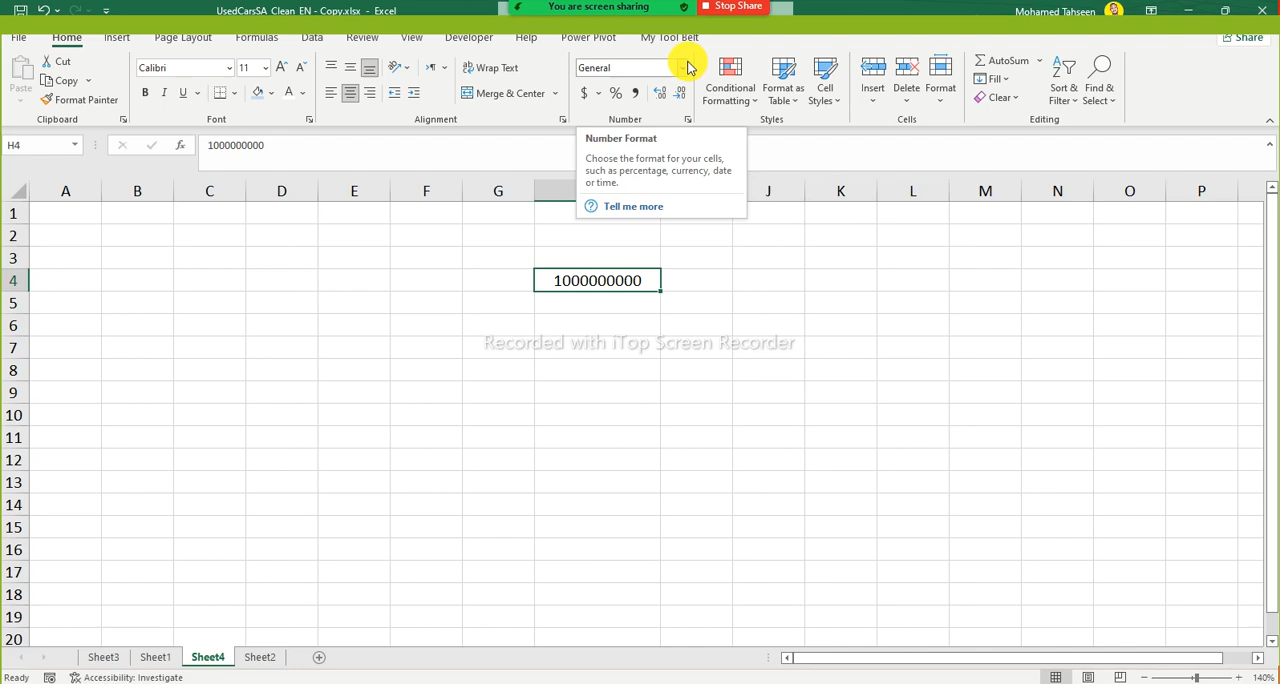 UsedCarsSA_Clean_EN - Copy.xlsx - Excel
You are screen sharing
Stop Share
Mohamed Tahseen
File Home Insert Page Layout Formulas Data Review View Developer Help Power Pivot My Tool Belt
Share
Paste
Cut
Copy
Format Painter
Clipboard
Calibri
11
B I U
Font
Wrap Text
Merge & Center
Alignment
General
$ % ,
Number
Conditional
Formatting
Format as
Table
Cell
Styles
Styles
Insert
Delete
Format
Cells
AutoSum
Fill
Clear
Sort &
Filter
Find &
Select
Editing
H4
fx
1000000000
Number Format
Choose the format for your cells,
such as percentage, currency, date
or time.
Tell me more
A B C D E F G J K L M N O P
1
2
3
4 1000000000
5
6
7
Recorded with iTop Screen Recorder
8
9
10
11
12
13
14
15
16
17
18
19
20
Sheet3 Sheet1 Sheet4 Sheet2
Ready
Accessibility: Investigate
140%